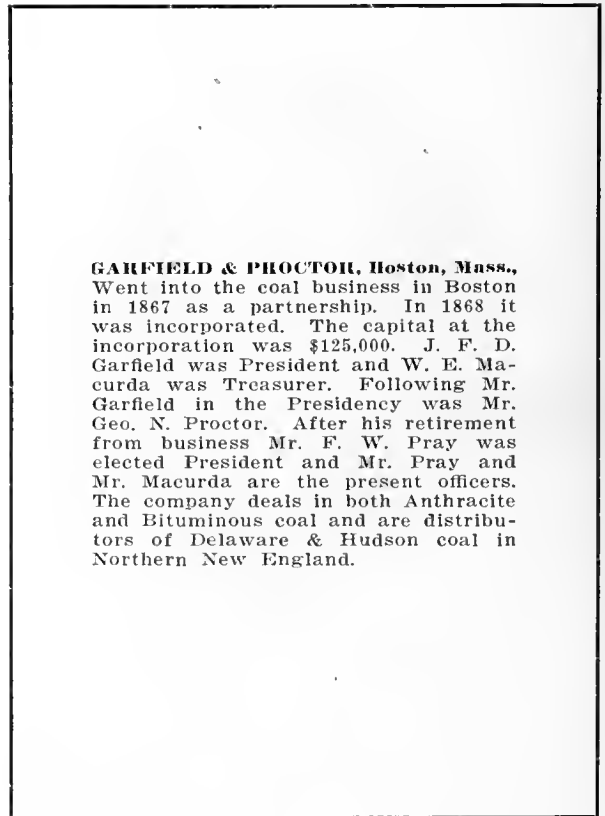 GARFIELD & PROCTOR, Boston, Mass.,
Went into the coal business in Boston
in 1867 as a partnership. In 1868 it
was incorporated. The capital at the
incorporation was $125,000. J. F. D.
Garfield was President and W. E. Ma-
curda was Treasurer. Following Mr.
Garfield in the Presidency was Mr.
Geo. N. Proctor. After his retirement
from business Mr. F. W. Pray was
elected President and Mr. Pray and
Mr. Macurda are the present officers.
The company deals in both Anthracite
and Bituminous coal and are distribu-
tors of Delaware & Hudson coal in
Northern New England.